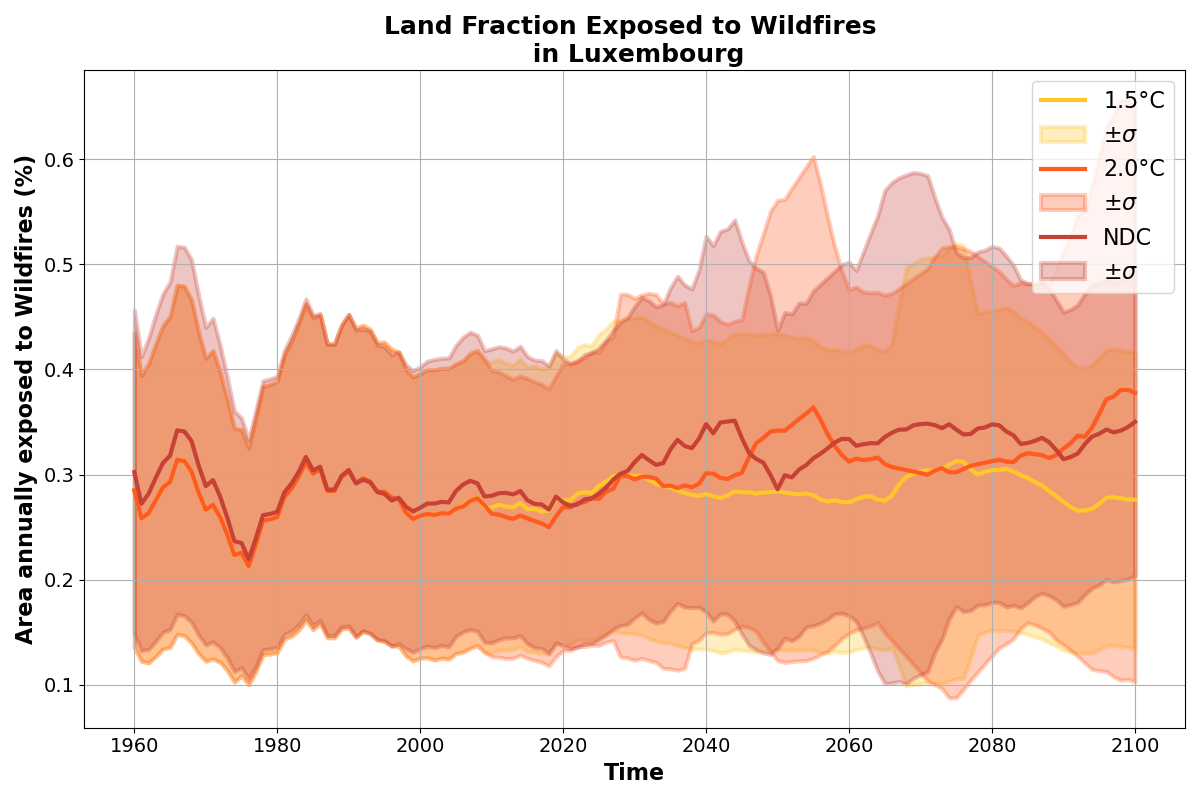 Land Fraction Exposed to Wildfires
in Luxembourg
Area annually exposed to Wildfires (%)
0.6
0.5
0.4
0.3
0.2
0.1
1960
1980
2000
2020
2040
2060
2080
2100
Time
1.5°C
±σ
2.0°C
±σ
NDC
±σ